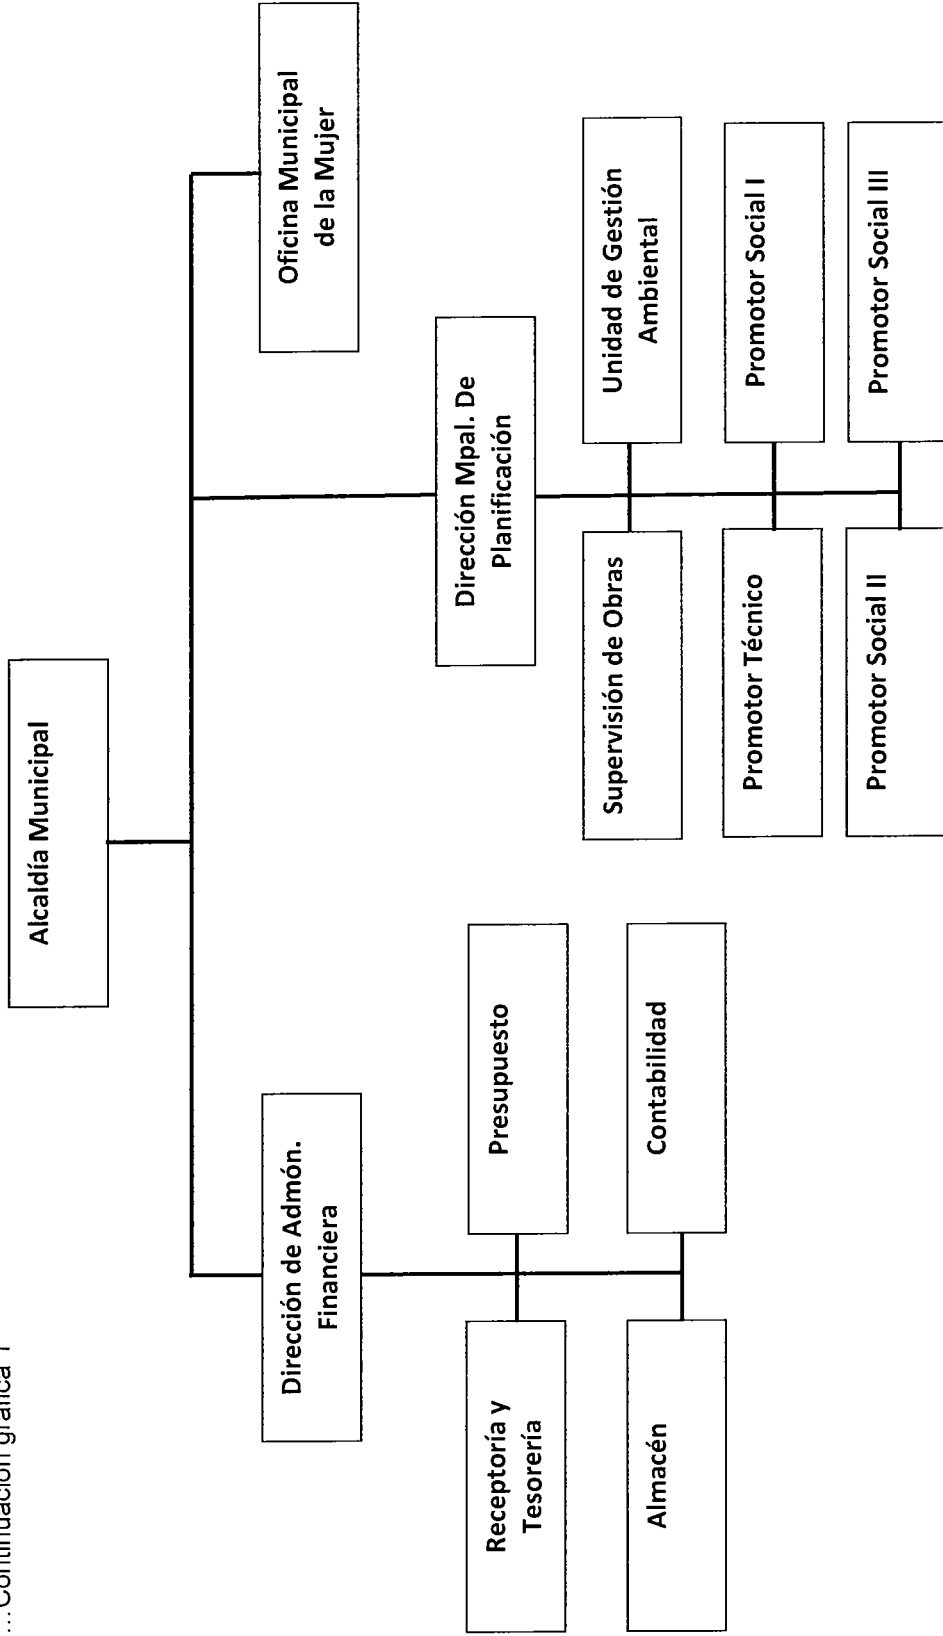 ...Continuación gráfica 1
Alcaldía Municipal
Dirección de Admón.
Financiera
Oficina Municipal
de la Mujer
Dirección Mpal. De
Planificación
Receptoría y
Tesorería
Presupuesto
Almacén
Contabilidad
Supervisión de Obras
Unidad de Gestión
Ambiental
Promotor Técnico
Promotor Social I
Promotor Social II
Promotor Social III